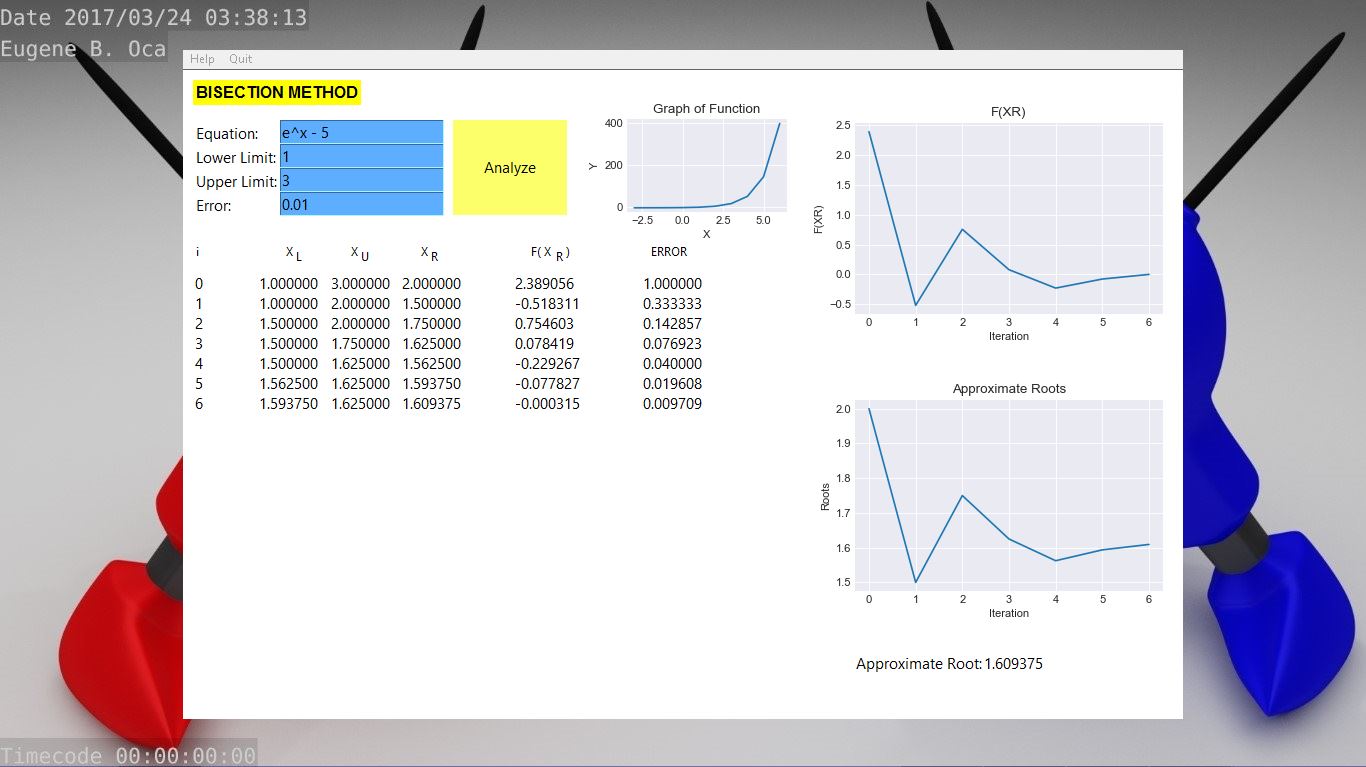 Date 2017/03/24 03:38:13
Eugene B. Oca
Help Quit
BISECTION METHOD
Equation: e^x - 5
Lower Limit: 1
Upper Limit: 3
Error: 0.01
Analyze
Graph of Function
400
200
0
Y
−2.5 0.0 2.5 5.0
X
F(XR)
2.5
2.0
1.5
1.0
0.5
0.0
−0.5
F(XR)
0 1 2 3 4 5 6
Iteration
i X L X U X R F( X R ) ERROR
0 1.000000 3.000000 2.000000 2.389056 1.000000
1 1.000000 2.000000 1.500000 -0.518311 0.333333
2 1.500000 2.000000 1.750000 0.754603 0.142857
3 1.500000 1.750000 1.625000 0.078419 0.076923
4 1.500000 1.625000 1.562500 -0.229267 0.040000
5 1.562500 1.625000 1.593750 -0.077827 0.019608
6 1.593750 1.625000 1.609375 -0.000315 0.009709
Approximate Roots
2.0
1.9
1.8
1.7
1.6
1.5
Roots
0 1 2 3 4 5 6
Iteration
Approximate Root: 1.609375
Timecode 00:00:00:00